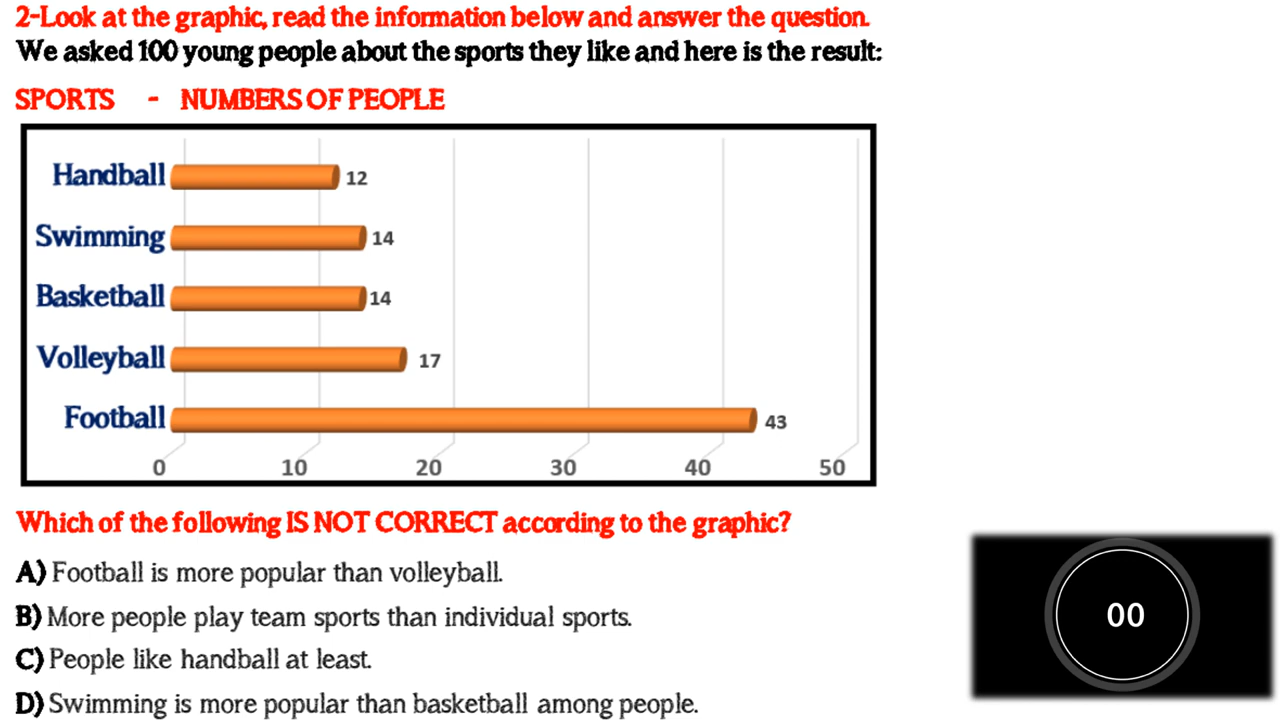 2-Look at the graphic, read the information below and answer the question.
We asked 100 young people about the sports they like and here is the result:
SPORTS - NUMBERS OF PEOPLE
Handball 12
Swimming 14
Basketball 14
Volleyball 17
Football 43
0 10 20 30 40 50
Which of the following IS NOT CORRECT according to the graphic?
A) Football is more popular than volleyball.
B) More people play team sports than individual sports.
C) People like handball at least.
D) Swimming is more popular than basketball among people.
00